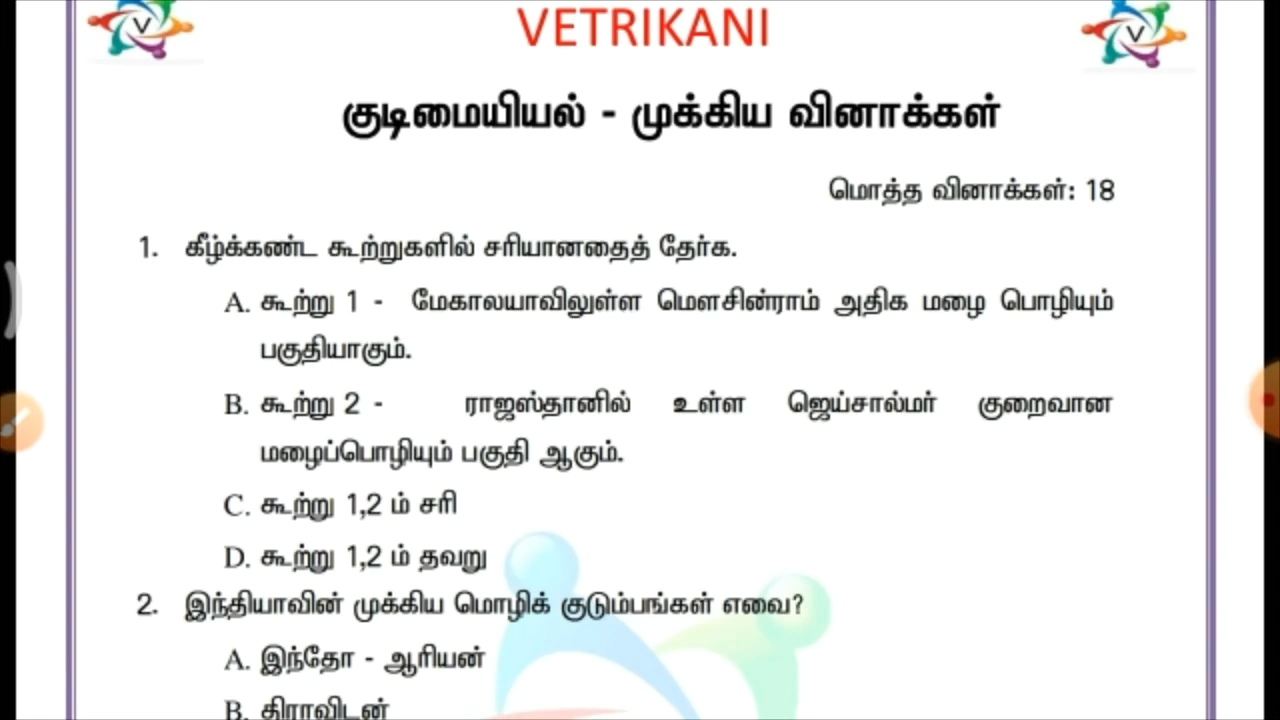 V
VETRIKANI
V
குடிமையியல் - முக்கிய வினாக்கள்
மொத்த வினாக்கள்: 18
1. கீழ்க்கண்ட கூற்றுகளில் சரியானதைத் தேர்க.
A. கூற்று 1 - மேகாலயாவிலுள்ள மௌசின்ராம் அதிக மழை பொழியும்
பகுதியாகும்.
B. கூற்று 2 - ராஜஸ்தானில் உள்ள ஜெய்சால்மர் குறைவான
மழைப்பொழியும் பகுதி ஆகும்.
C. கூற்று 1,2 ம் சரி
D. கூற்று 1,2 ம் தவறு
2. இந்தியாவின் முக்கிய மொழிக் குடும்பங்கள் எவை?
A. இந்தோ - ஆரியன்
B. திராவிடன்